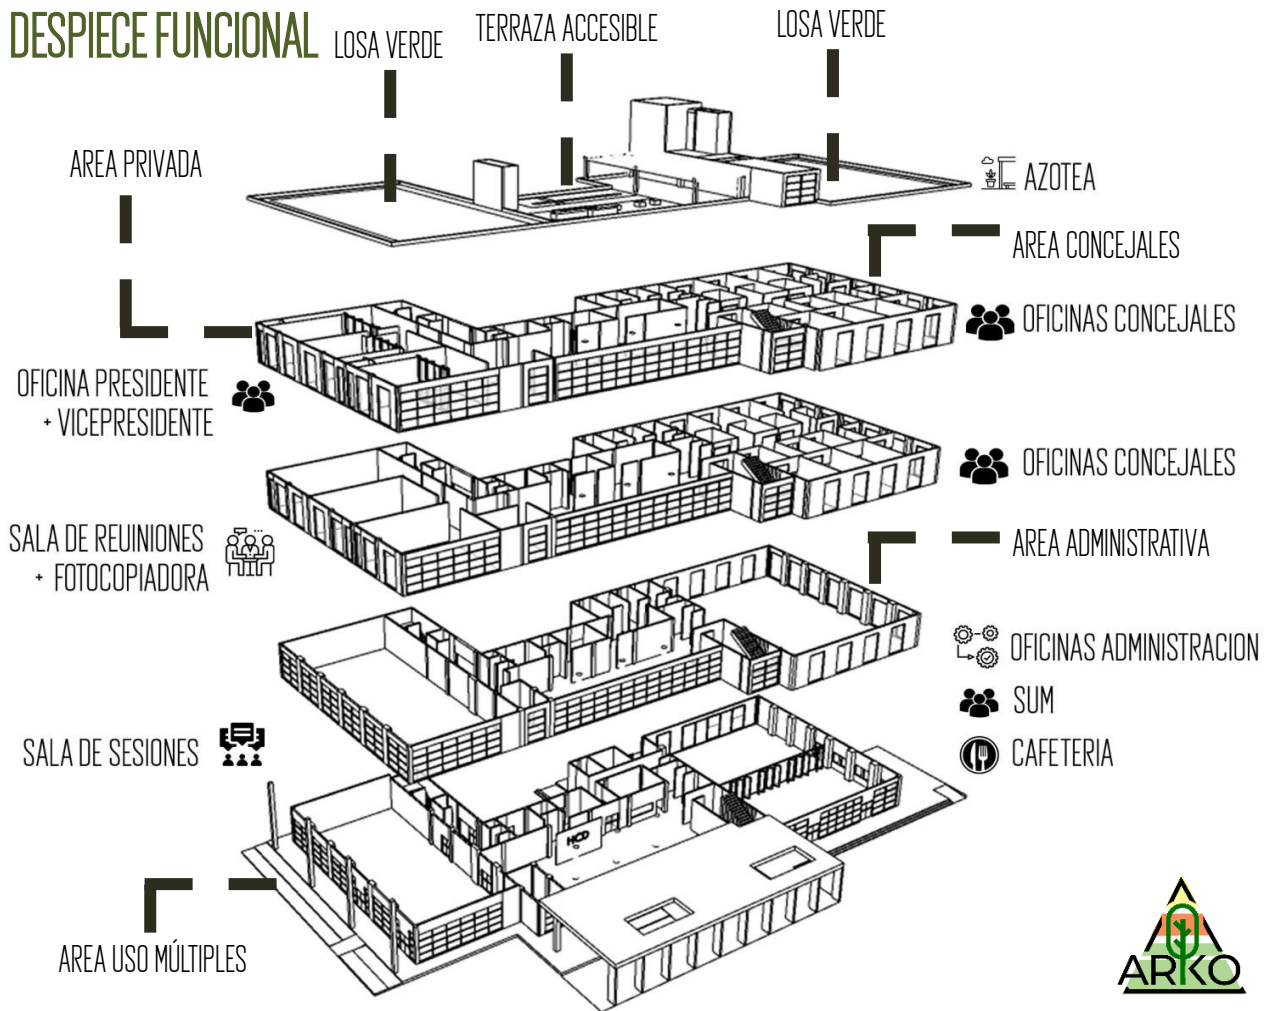 DESPIECE FUNCIONAL
LOSA VERDE
TERRAZA ACCESIBLE
LOSA VERDE
AREA PRIVADA
AZOTEA
AREA CONCEJALES
OFICINAS CONCEJALES
OFICINA PRESIDENTE
+ VICEPRESIDENTE
OFICINAS CONCEJALES
SALA DE REUINIONES
+ FOTOCOPIADORA
AREA ADMINISTRATIVA
OFICINAS ADMINISTRACION
SUM
SALA DE SESIONES
CAFETERIA
HCD
AREA USO MÚLTIPLES
ARKO